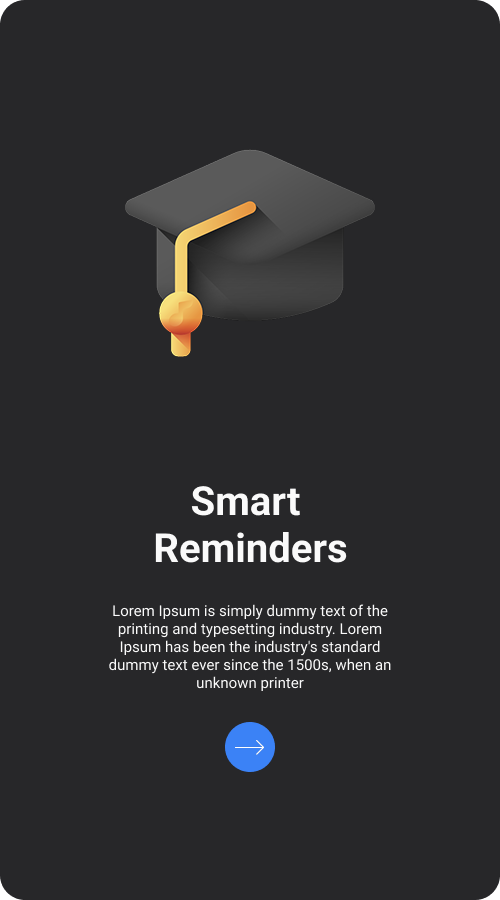 Smart
Reminders
Lorem Ipsum is simply dummy text of the
printing and typesetting industry. Lorem
Ipsum has been the industry's standard
dummy text ever since the 1500s, when an
unknown printer